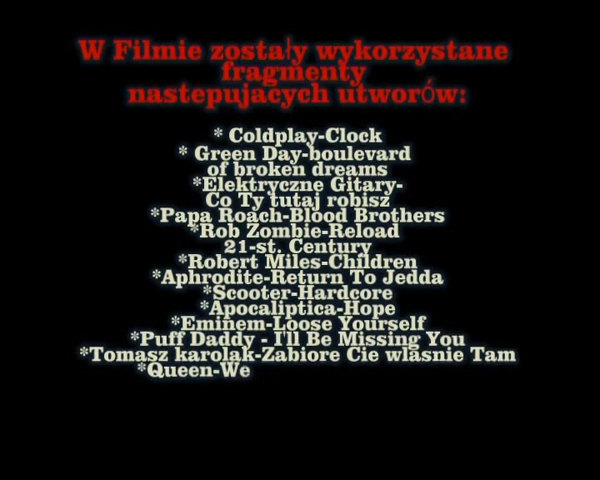 W Filmie zostały wykorzystane
fragmenty
nastepujacych utworów:
* Coldplay-Clock
* Green Day-boulevard
of broken dreams
*Elektryczne Gitary-
Co Ty tutaj robisz
*Papa Roach-Blood Brothers
*Rob Zombie-Reload
21-st. Century
*Robert Miles-Children
*Aphrodite-Return To Jedda
*Scooter-Hardcore
*Apocaliptica-Hope
*Eminem-Loose Yourself
*Puff Daddy - I'll Be Missing You
*Tomasz karolak-Zabiore Cie wlasnie Tam
*Queen-We